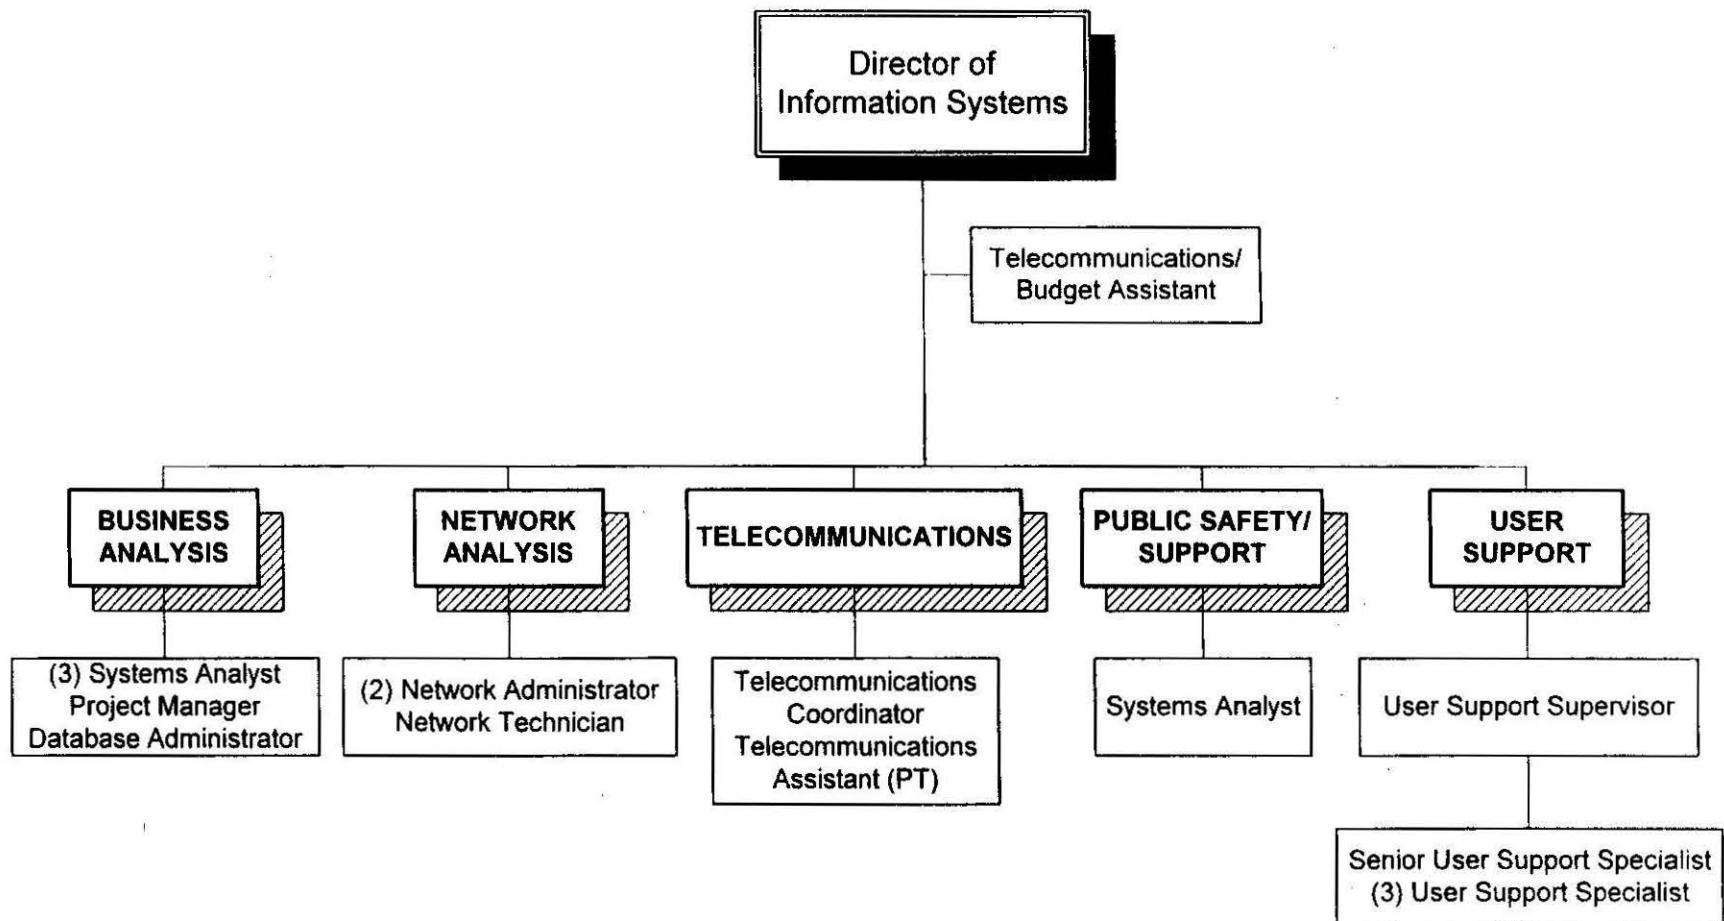 Director of
Information Systems
Telecommunications/
Budget Assistant
BUSINESS
ANALYSIS
NETWORK
ANALYSIS
TELECOMMUNICATIONS
PUBLIC SAFETY/
SUPPORT
USER
SUPPORT
(3) Systems Analyst
Project Manager
Database Administrator
(2) Network Administrator
Network Technician
Telecommunications
Coordinator
Telecommunications
Assistant (PT)
Systems Analyst
User Support Supervisor
Senior User Support Specialist
(3) User Support Specialist